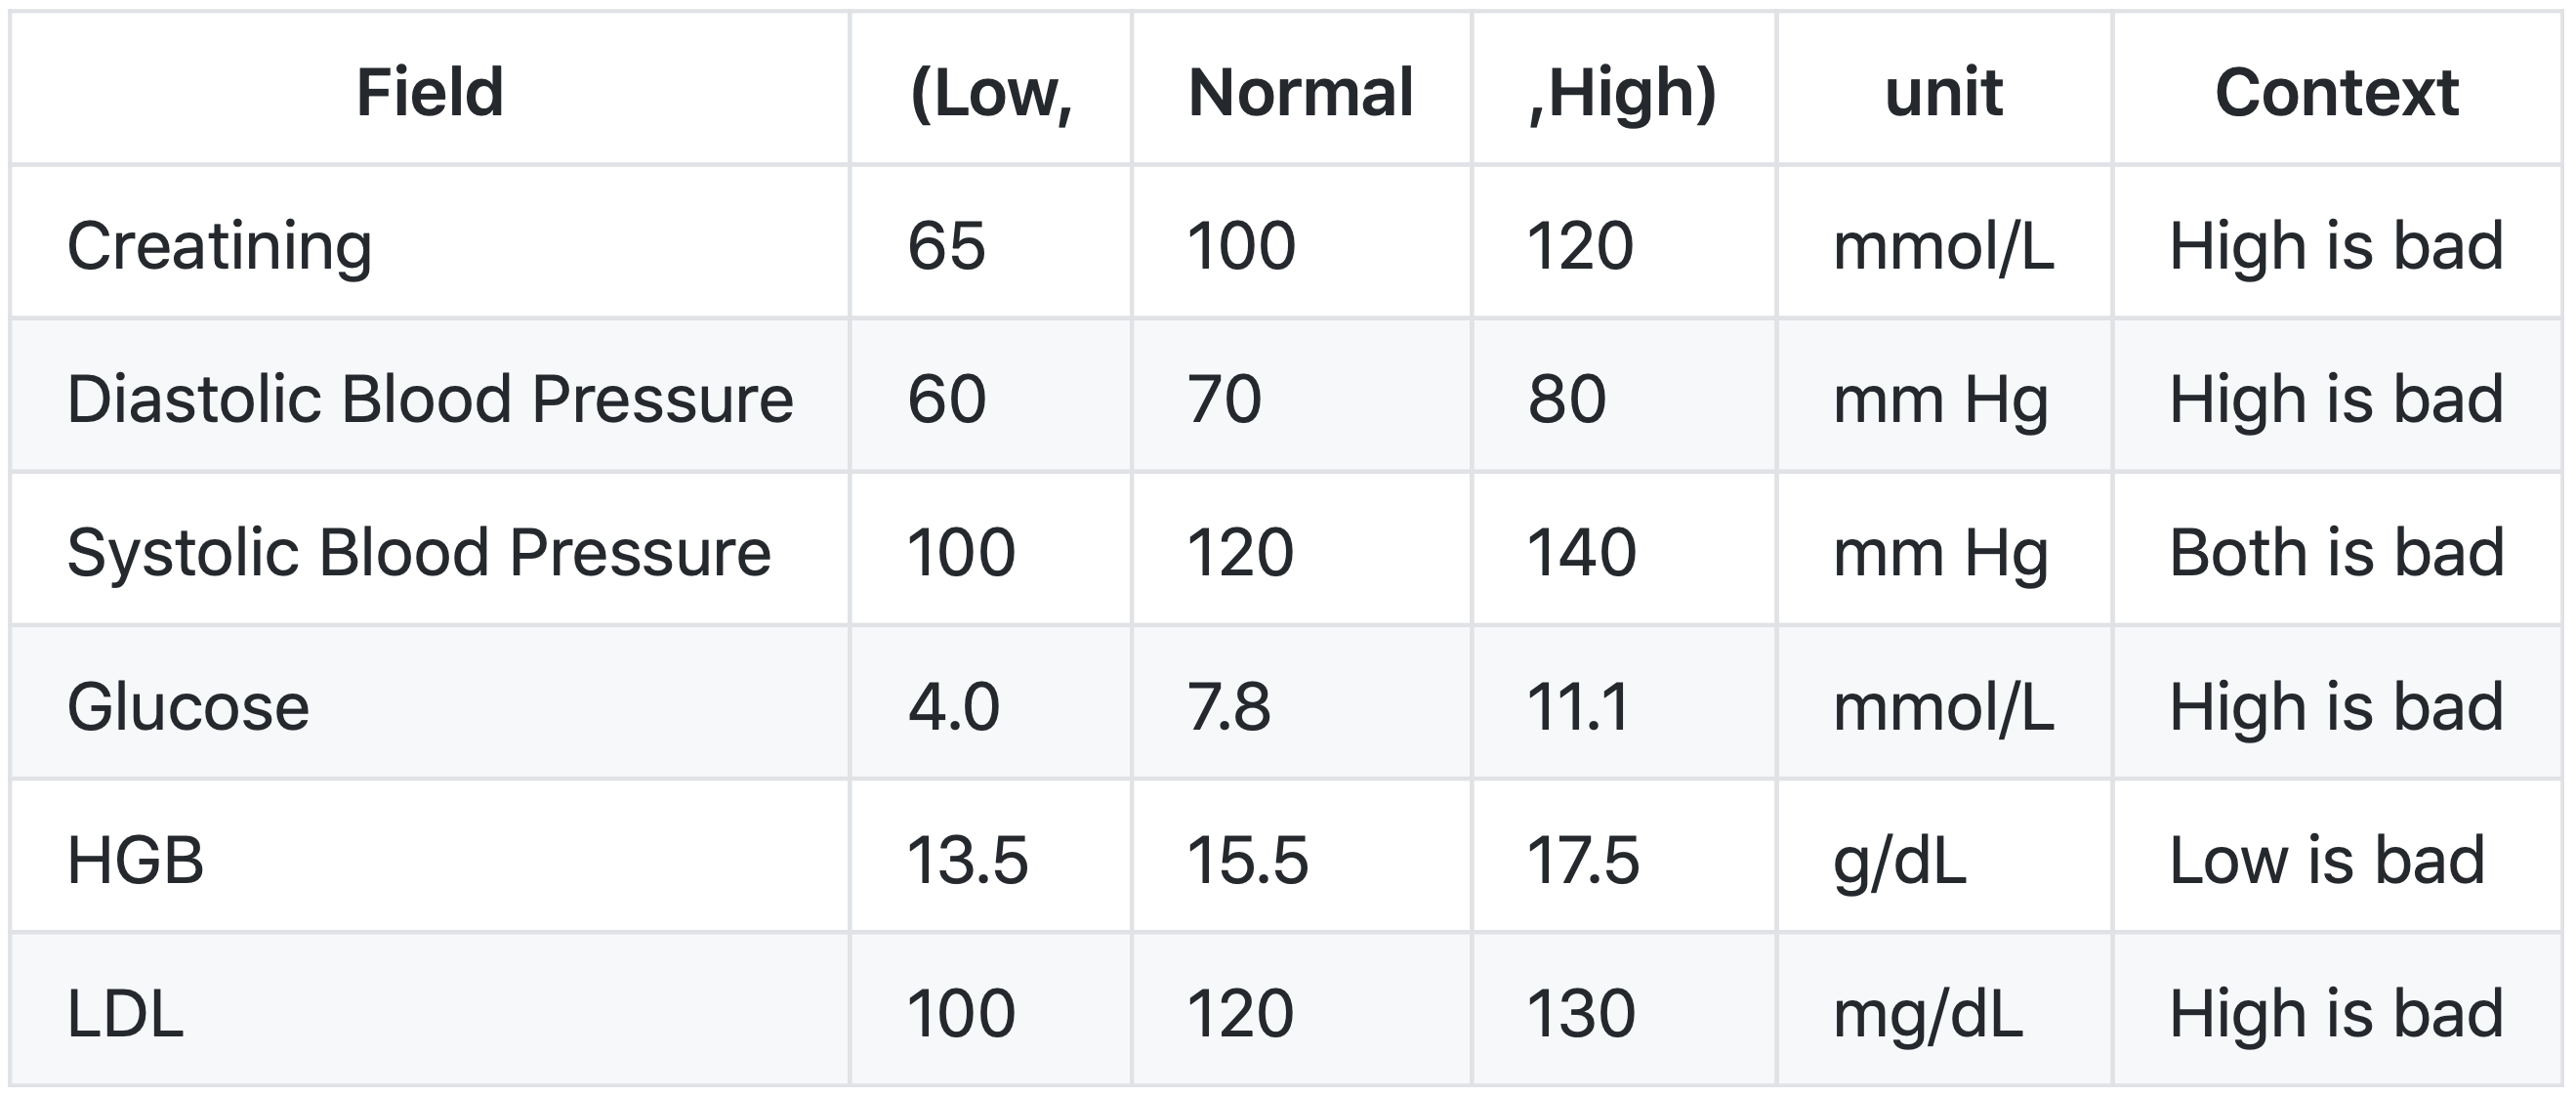 Field (Low, Normal ,High) unit Context
Creatining 65 100 120 mmol/L High is bad
Diastolic Blood Pressure 60 70 80 mm Hg High is bad
Systolic Blood Pressure 100 120 140 mm Hg Both is bad
Glucose 4.0 7.8 11.1 mmol/L High is bad
HGB 13.5 15.5 17.5 g/dL Low is bad
LDL 100 120 130 mg/dL High is bad